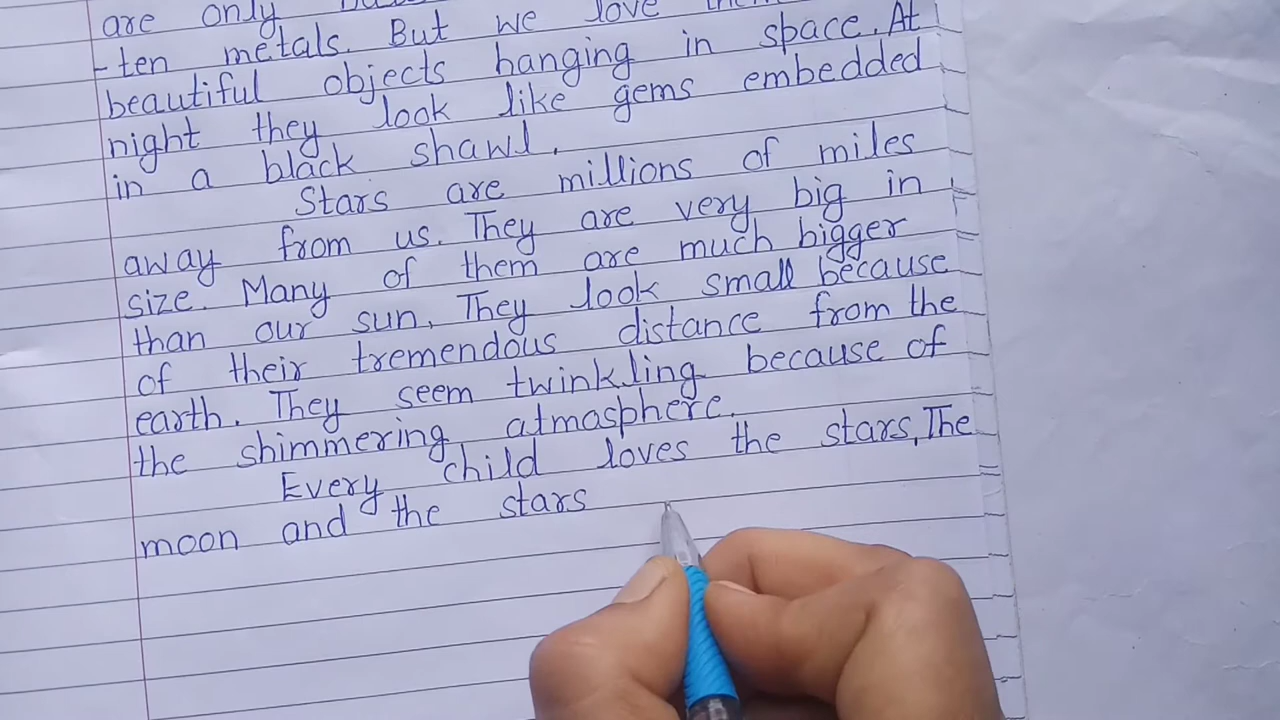 are only
-ten metals. But we love them
beautiful objects hanging in space. At
night they look like gems embedded
in a black shawl.
Stars are millions of miles
away from us. They are very big in
size. Many of them are much bigger
than our sun. They look small because
of their tremendous distance from the
earth. They seem twinkling because of
the shimmering atmasphere.
Every child loves the stars, The
moon and the stars